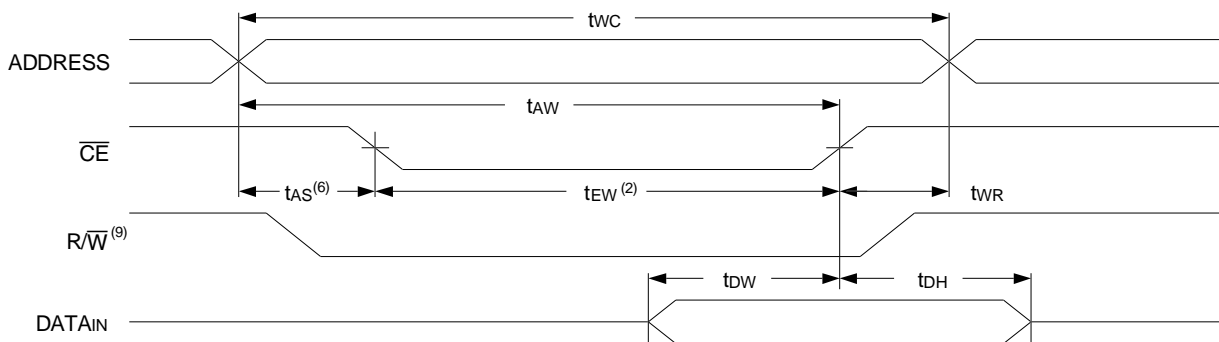 tWC
ADDRESS
tAW
CE
tAS(6)
tEW (2)
tWR
R/W (9)
tDW
tDH
DATAIN